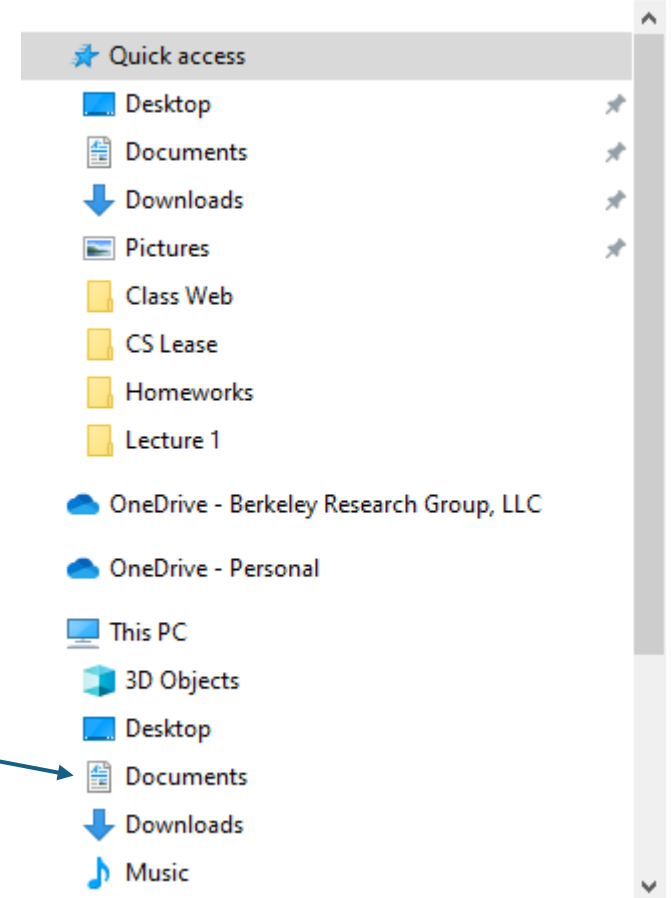 Quick access
Desktop
Documents
Downloads
Pictures
Class Web
CS Lease
Homeworks
Lecture 1
OneDrive - Berkeley Research Group, LLC
OneDrive - Personal
This PC
3D Objects
Desktop
Documents
Downloads
Music